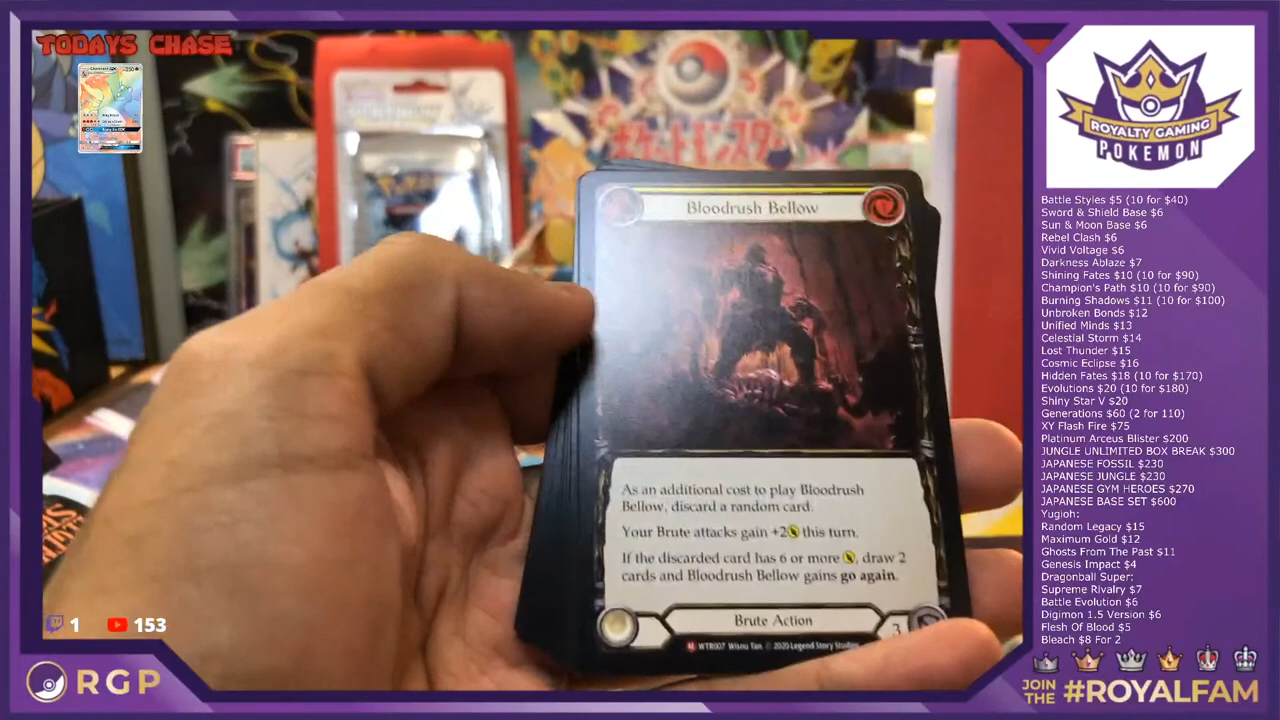 TODAYS CHASE
ポケットモンスター
Bloodrush Bellow
As an additional cost to play Bloodrush
Bellow, discard a random card.
Your Brute attacks gain +2 this turn.
If the discarded card has 6 or more , draw 2
cards and Bloodrush Bellow gains go again.
Brute Action
3
M WTR007 Wisnu Tan © 2020 Legend Story Studios
1
153
RGP
ROYALTY GAMING
POKEMON
Battle Styles $5 (10 for $40)
Sword & Shield Base $6
Sun & Moon Base $6
Rebel Clash $6
Vivid Voltage $6
Darkness Ablaze $7
Shining Fates $10 (10 for $90)
Champion's Path $10 (10 for $90)
Burning Shadows $11 (10 for $100)
Unbroken Bonds $12
Unified Minds $13
Celestial Storm $14
Lost Thunder $15
Cosmic Eclipse $16
Hidden Fates $18 (10 for $170)
Evolutions $20 (10 for $180)
Shiny Star V $20
Generations $60 (2 for 110)
XY Flash Fire $75
Platinum Arceus Blister $200
JUNGLE UNLIMITED BOX BREAK $300
JAPANESE FOSSIL $230
JAPANESE JUNGLE $230
JAPANESE GYM HEROES $270
JAPANESE BASE SET $600
Yugioh:
Random Legacy $15
Maximum Gold $12
Ghosts From The Past $11
Genesis Impact $4
Dragonball Super:
Supreme Rivalry $7
Battle Evolution $6
Digimon 1.5 Version $6
Flesh Of Blood $5
Bleach $8 For 2
JOIN THE #ROYALFAM